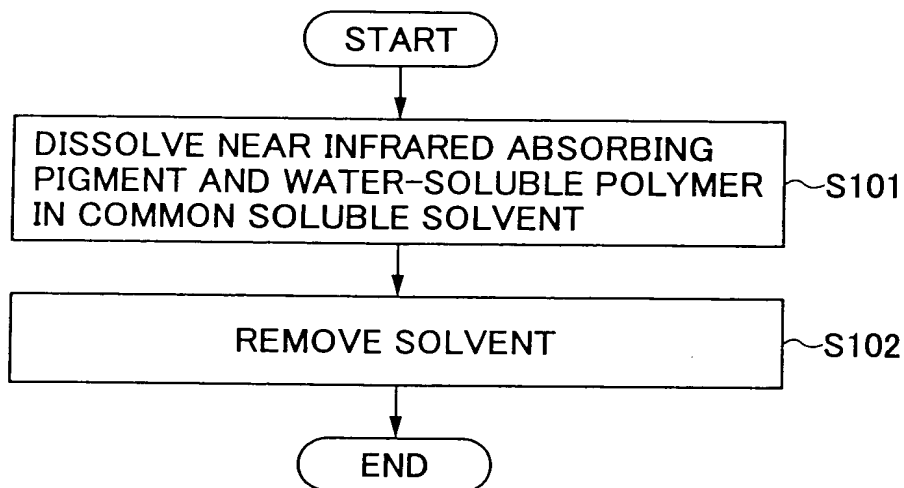 START
DISSOLVE NEAR INFRARED ABSORBING
PIGMENT AND WATER-SOLUBLE POLYMER
IN COMMON SOLUBLE SOLVENT
S101
REMOVE SOLVENT
S102
END